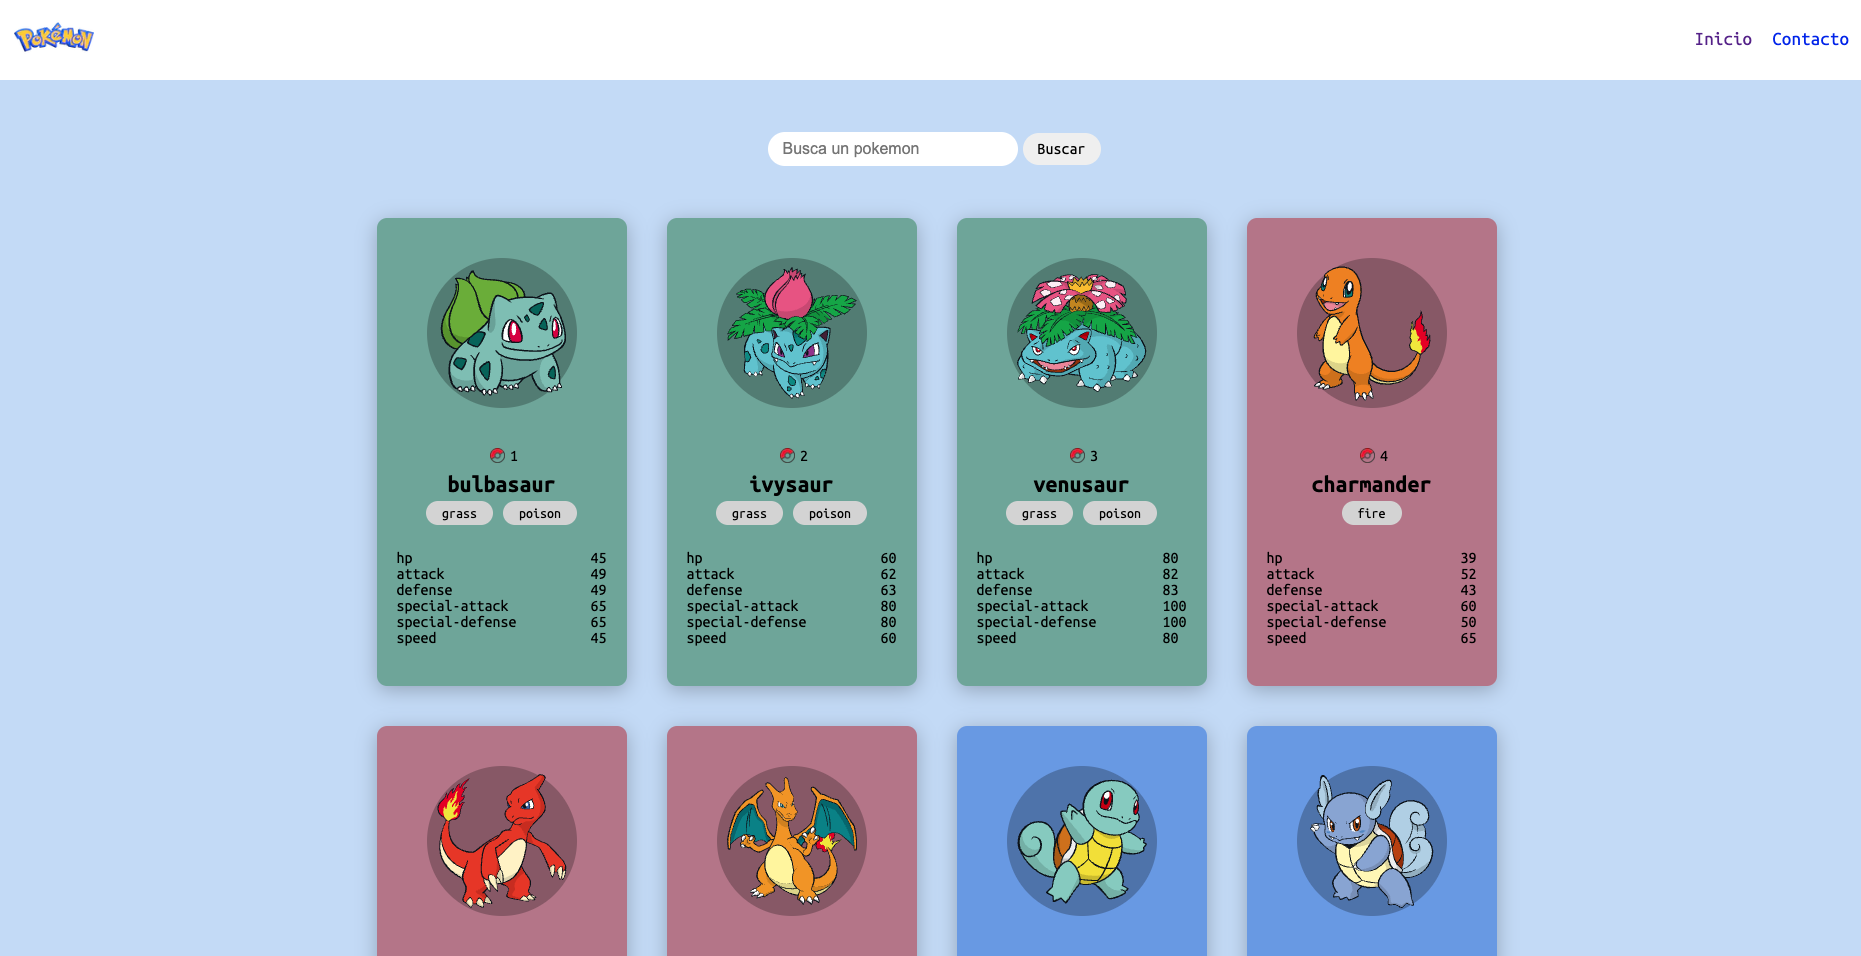 POKéMON
Inicio Contacto
Busca un pokemon Buscar
1
bulbasaur
grass poison
hp 45
attack 49
defense 49
special-attack 65
special-defense 65
speed 45
2
ivysaur
grass poison
hp 60
attack 62
defense 63
special-attack 80
special-defense 80
speed 60
3
venusaur
grass poison
hp 80
attack 82
defense 83
special-attack 100
special-defense 100
speed 80
4
charmander
fire
hp 39
attack 52
defense 43
special-attack 60
special-defense 50
speed 65